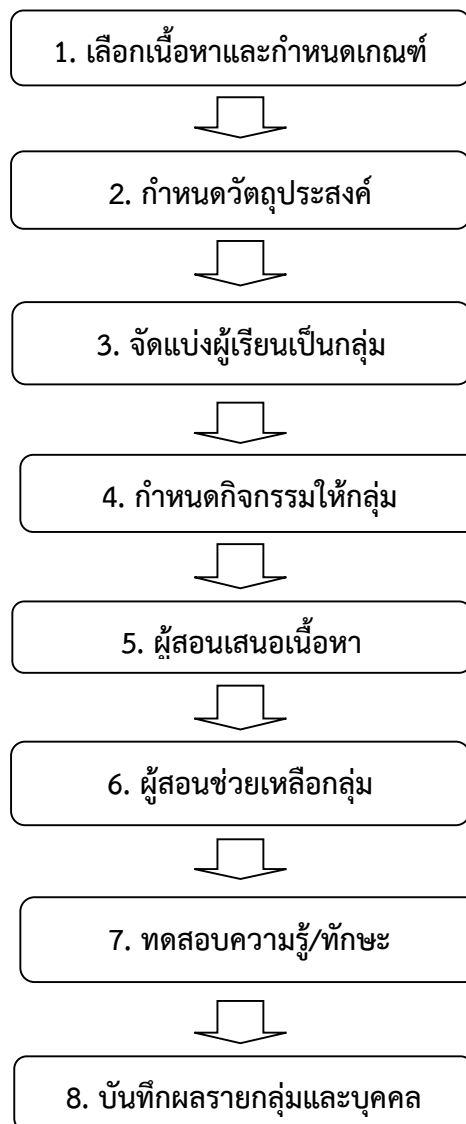 1. เลือกเนื้อหาและกำหนดเกณฑ์
2. กำหนดวัตถุประสงค์
3. จัดแบ่งผู้เรียนเป็นกลุ่ม
4. กำหนดกิจกรรมให้กลุ่ม
5. ผู้สอนเสนอเนื้อหา
6. ผู้สอนช่วยเหลือกลุ่ม
7. ทดสอบความรู้/ทักษะ
8. บันทึกผลรายกลุ่มและบุคคล